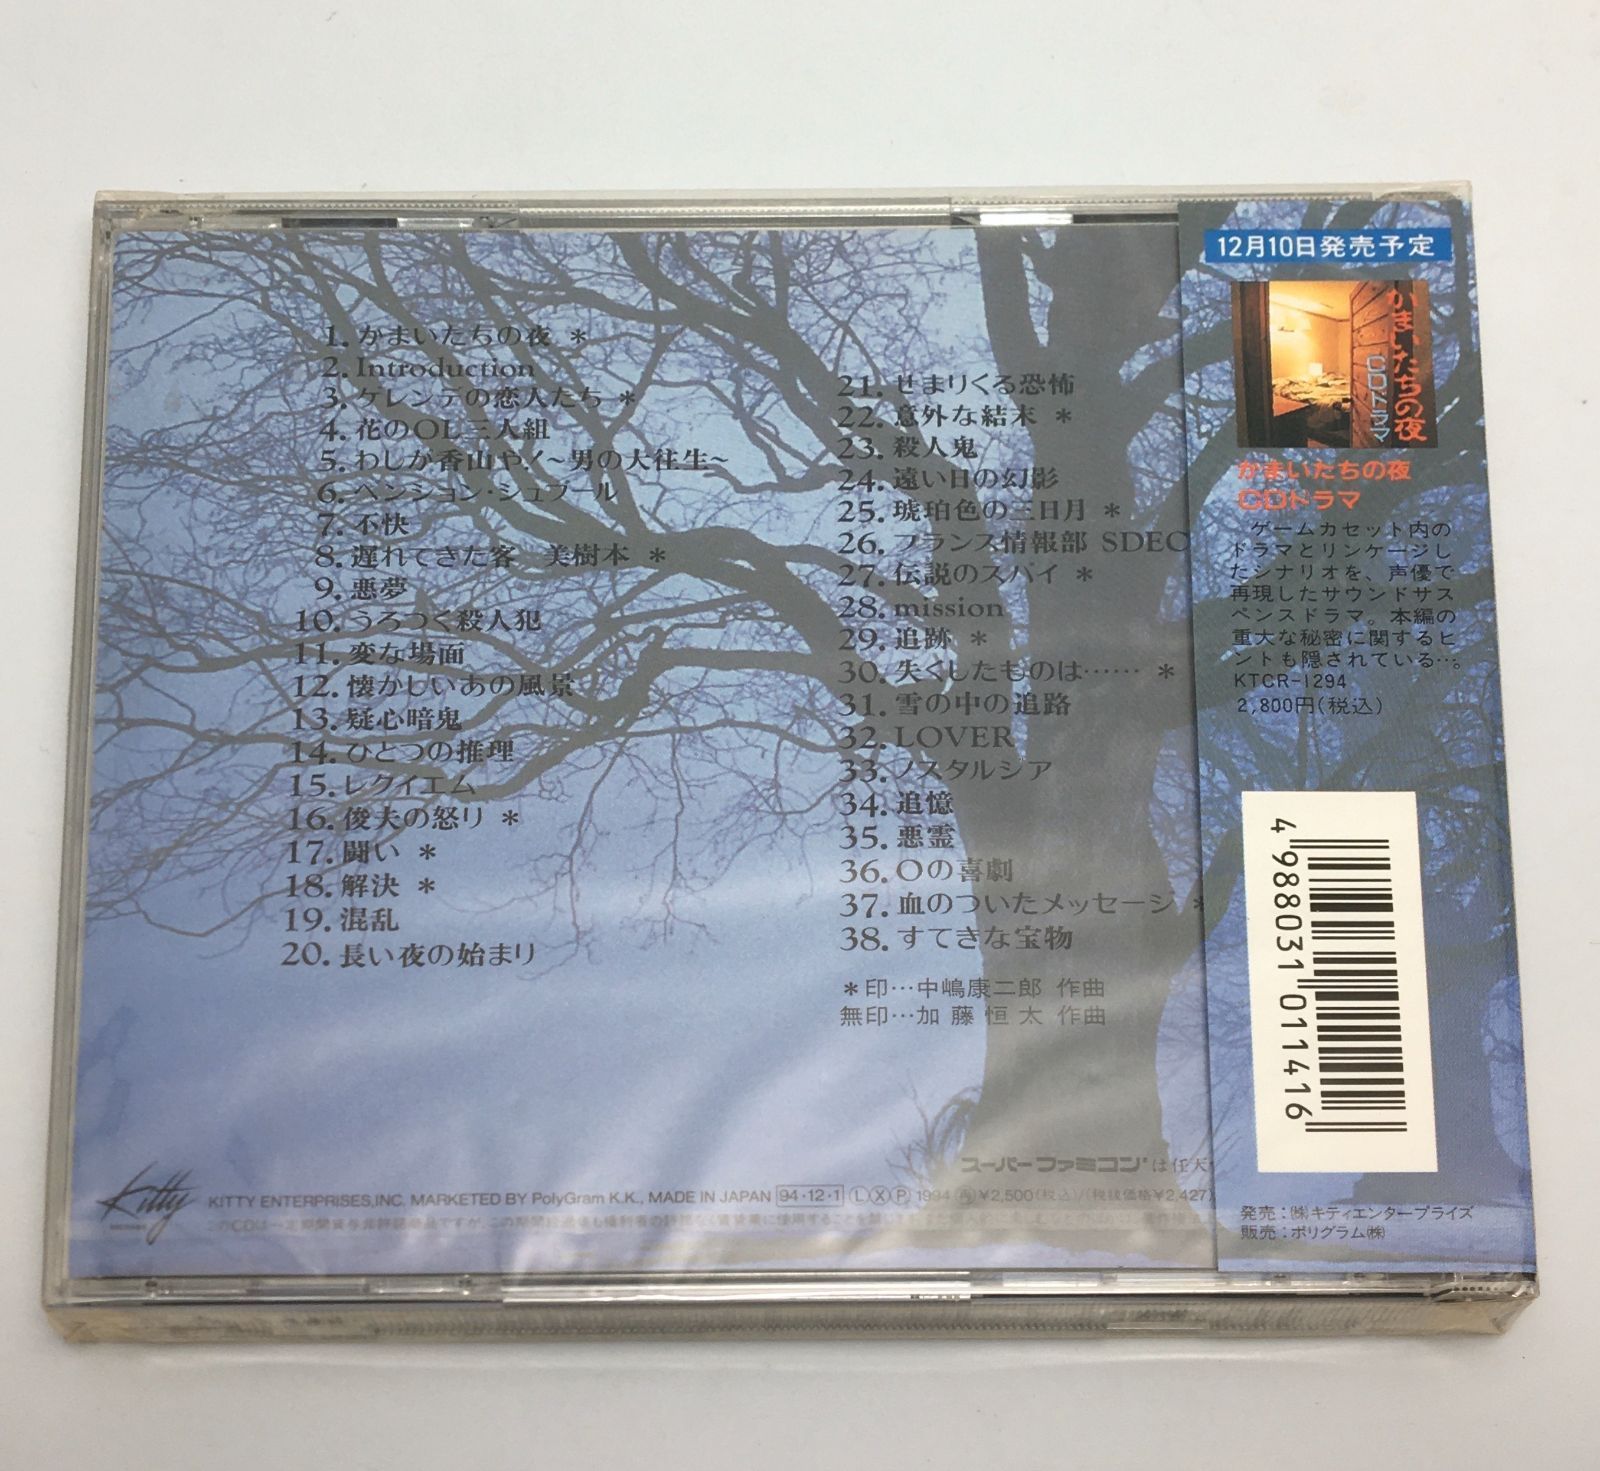 1. かまいたちの夜 *
2. Introduction
3. ゲレンデの恋人たち *
4. 花のOL三人組
5. わしが香山や!~男の大往生~
6. ペンション・シュプール
7. 不快
8. 遅れてきた客 美樹本 *
9. 悪夢
10. うろつく殺人犯
11. 変な場面
12. 懐かしいあの風景
13. 疑心暗鬼
14. ひとつの推理
15. レクイエム
16. 俊夫の怒り *
17. 闘い *
18. 解決 *
19. 混乱
20. 長い夜の始まり
21. せまりくる恐怖
22. 意外な結末 *
23. 殺人鬼
24. 遠い日の幻影
25. 琥珀色の三日月 *
26. フランス情報部 SDEC
27. 伝説のスパイ *
28. mission
29. 追跡 *
30. 失くしたものは…… *
31. 雪の中の追路
32. LOVER
33. ノスタルジア
34. 追憶
35. 悪霊
36. Oの喜劇
37. 血のついたメッセージ *
38. すてきな宝物
*印…中嶋康二郎 作曲
無印…加藤恒太 作曲
スーパーファミコン は任天
Kitty
KITTY ENTERPRISES,INC. MARKETED BY PolyGram K.K., MADE IN JAPAN 94・12・1 Ⓛ Ⓧ Ⓟ 1994 ¥2,500(税込)/(税抜価格¥2,427)
12月10日発売予定
かまいたちの夜
CDドラマ
かまいたちの夜
CDドラマ
ゲームカセット内の
ドラマとリンケージし
たシナリオを、声優で
再現したサウンドサス
ペンスドラマ。本編の
重大な秘密に関するヒ
ントも隠されている…。
KTCR-1294
2,800円(税込)
4 988031 011416
発売:㈱キティエンタープライズ
販売:ポリグラム㈱